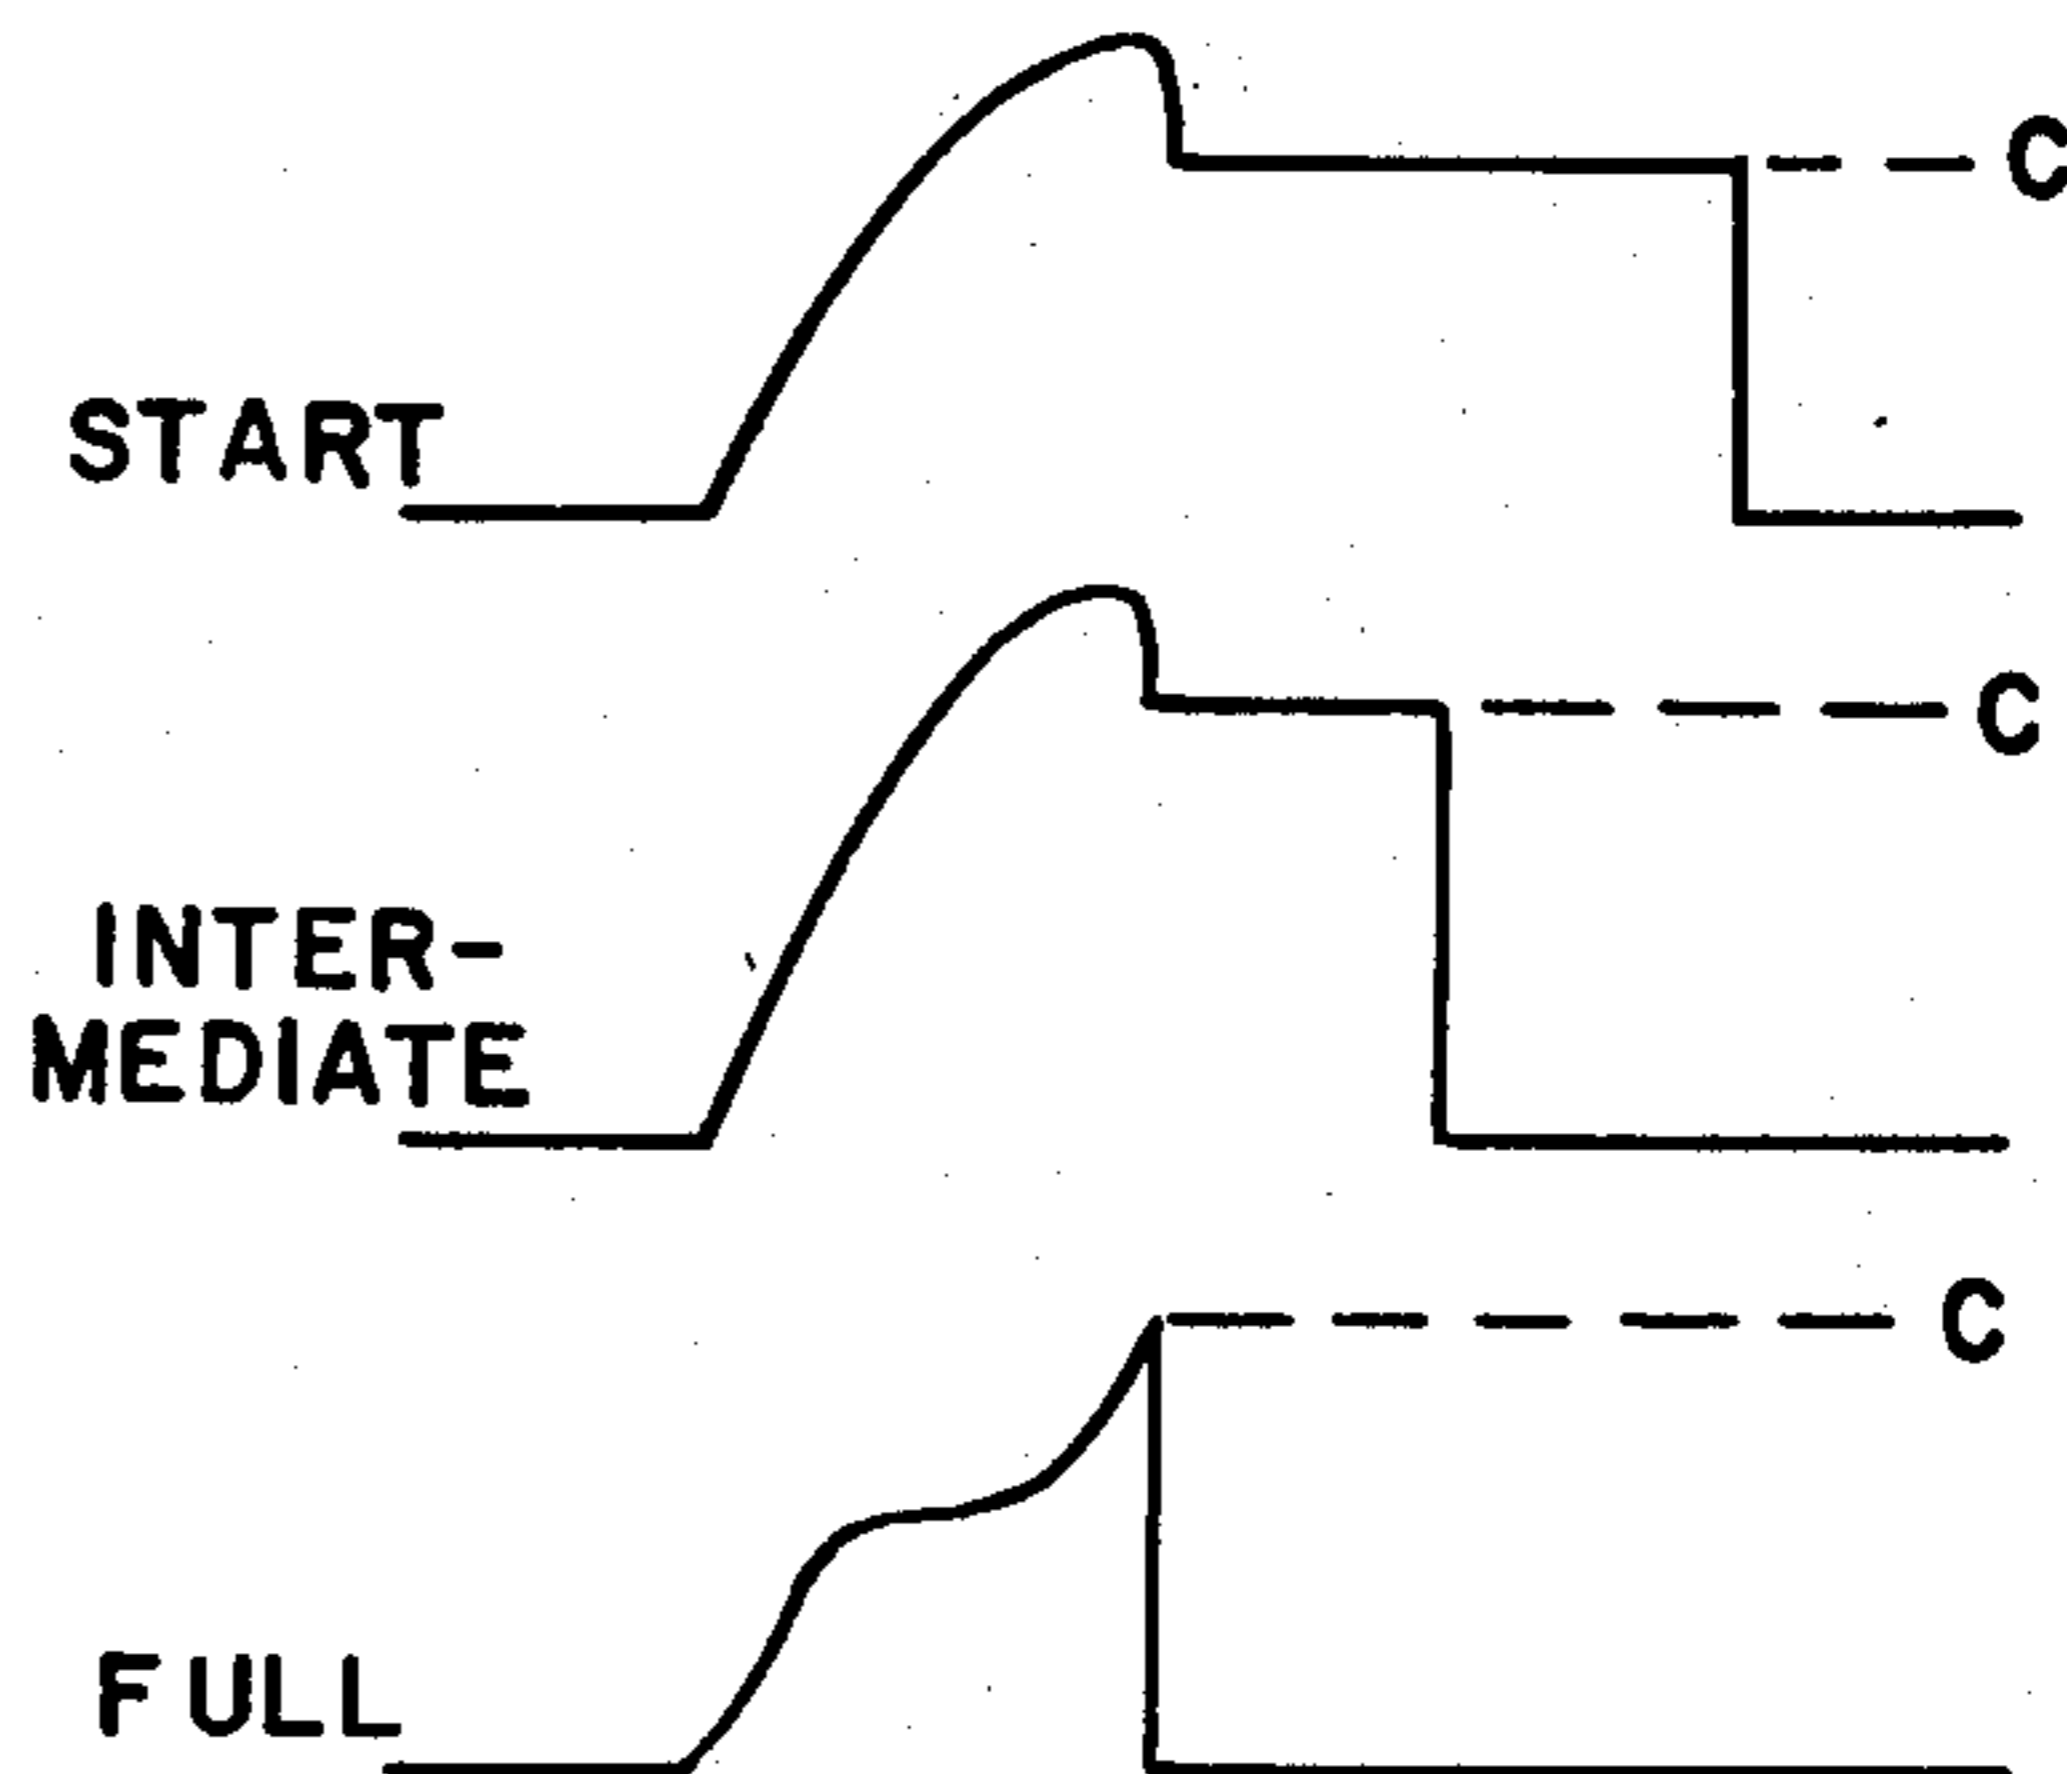 C
START
C
INTER-
MEDIATE
C
FULL